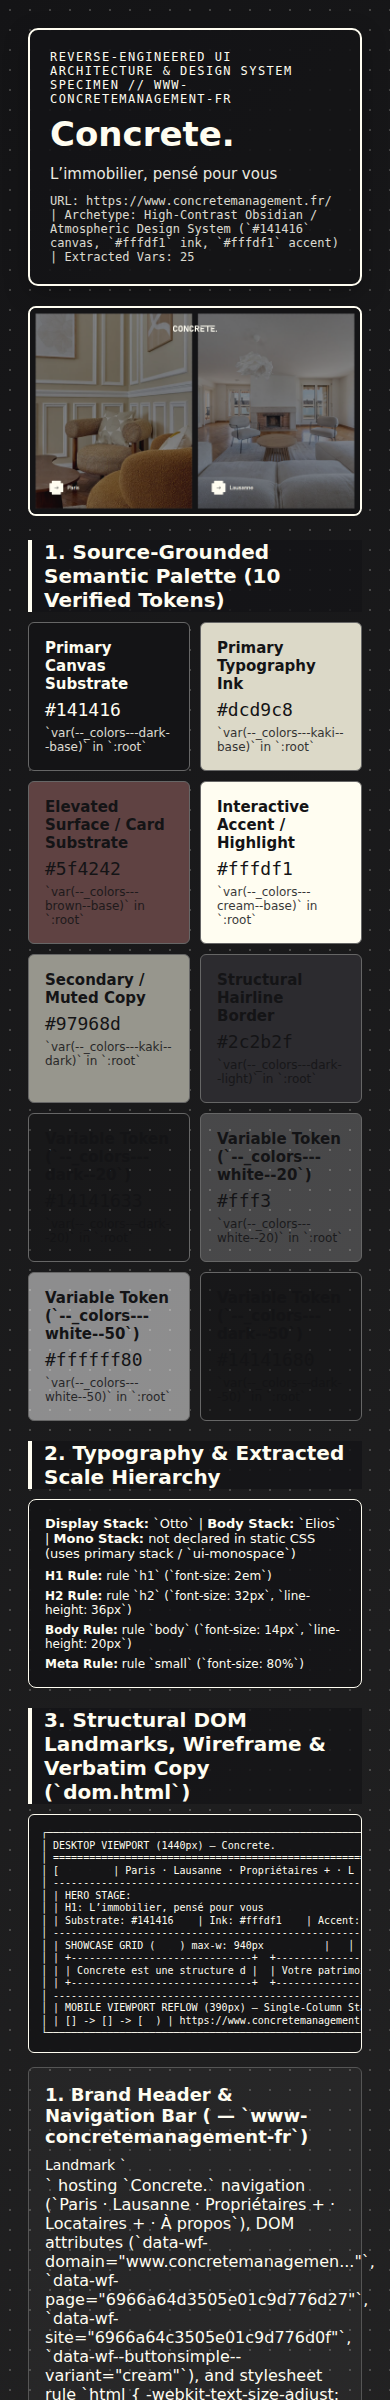 REVERSE-ENGINEERED UI
ARCHITECTURE & DESIGN SYSTEM
SPECIMEN // WWW-
CONCRETEMANAGEMENT-FR
Concrete.
L’immobilier, pensé pour vous
URL: https://www.concretemanagement.fr/
| Archetype: High-Contrast Obsidian /
Atmospheric Design System (`#141416`
canvas, `#fffdf1` ink, `#fffdf1` accent)
| Extracted Vars: 25
CONCRETE.
Paris
Lausanne
1. Source-Grounded
Semantic Palette (10
Verified Tokens)
Primary
Canvas
Substrate
#141416
`var(--_colors---dark-
-base)` in `:root`
Primary
Typography
Ink
#dcd9c8
`var(--_colors---kaki--
base)` in `:root`
Elevated
Surface / Card
Substrate
#5f4242
`var(--_colors---
brown--base)` in
`:root`
Interactive
Accent /
Highlight
#fffdf1
`var(--_colors---
cream--base)` in
`:root`
Secondary /
Muted Copy
#97968d
`var(--_colors---kaki--
dark)` in `:root`
Structural
Hairline
Border
#2c2b2f
`var(--_colors---dark-
-light)` in `:root`
Variable Token
(`--_colors---
Variable Token
(`--_colors---
white--20`)
#fff3
`var(--_colors---
white--20)` in `:root`
Variable Token
(`--_colors---
white--50`)
#ffffff80
`var(--_colors---
white--50)` in `:root`
2. Typography & Extracted
Scale Hierarchy
Display Stack: `Otto` | Body Stack: `Elios`
| Mono Stack: not declared in static CSS
(uses primary stack / `ui-monospace`)
H1 Rule: rule `h1` (`font-size: 2em`)
H2 Rule: rule `h2` (`font-size: 32px`, `line-
height: 36px`)
Body Rule: rule `body` (`font-size: 14px`, `line-
height: 20px`)
Meta Rule: rule `small` (`font-size: 80%`)
3. Structural DOM
Landmarks, Wireframe &
Verbatim Copy
(`dom.html`)
DESKTOP VIEWPORT (1440px) — Concrete.
[         | Paris · Lausanne · Propriétaires + · L
| HERO STAGE:
| H1: L’immobilier, pensé pour vous
| Substrate: #141416    | Ink: #fffdf1    | Accent:
| SHOWCASE GRID (    ) max-w: 940px          |   |
| | Concrete est une structure d |  | Votre patrimo
| MOBILE VIEWPORT REFLOW (390px) — Single-Column St
| [] -> [] -> [  ) | https://www.concretemanagement
1. Brand Header &
Navigation Bar ( — `www-
concretemanagement-fr`)
Landmark `
` hosting `Concrete.` navigation
(`Paris · Lausanne · Propriétaires + ·
Locataires + · À propos`), DOM
attributes (`data-wf-
domain="www.concretemanagemen..."`,
`data-wf-
page="6966a64d3505e01c9d776d27"`,
`data-wf-
site="6966a64c3505e01c9d776d0f"`,
`data-wf--buttonsimple--
variant="cream"`), and stylesheet
rule `html { -webkit-text-size-adjust: